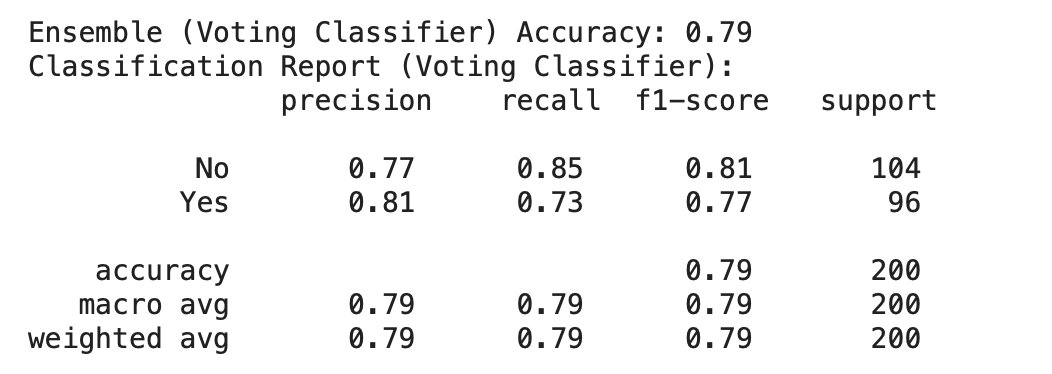 Ensemble (Voting Classifier) Accuracy: 0.79
Classification Report (Voting Classifier):
precision recall f1-score support
No 0.77 0.85 0.81 104
Yes 0.81 0.73 0.77 96
accuracy 0.79 200
macro avg 0.79 0.79 0.79 200
weighted avg 0.79 0.79 0.79 200